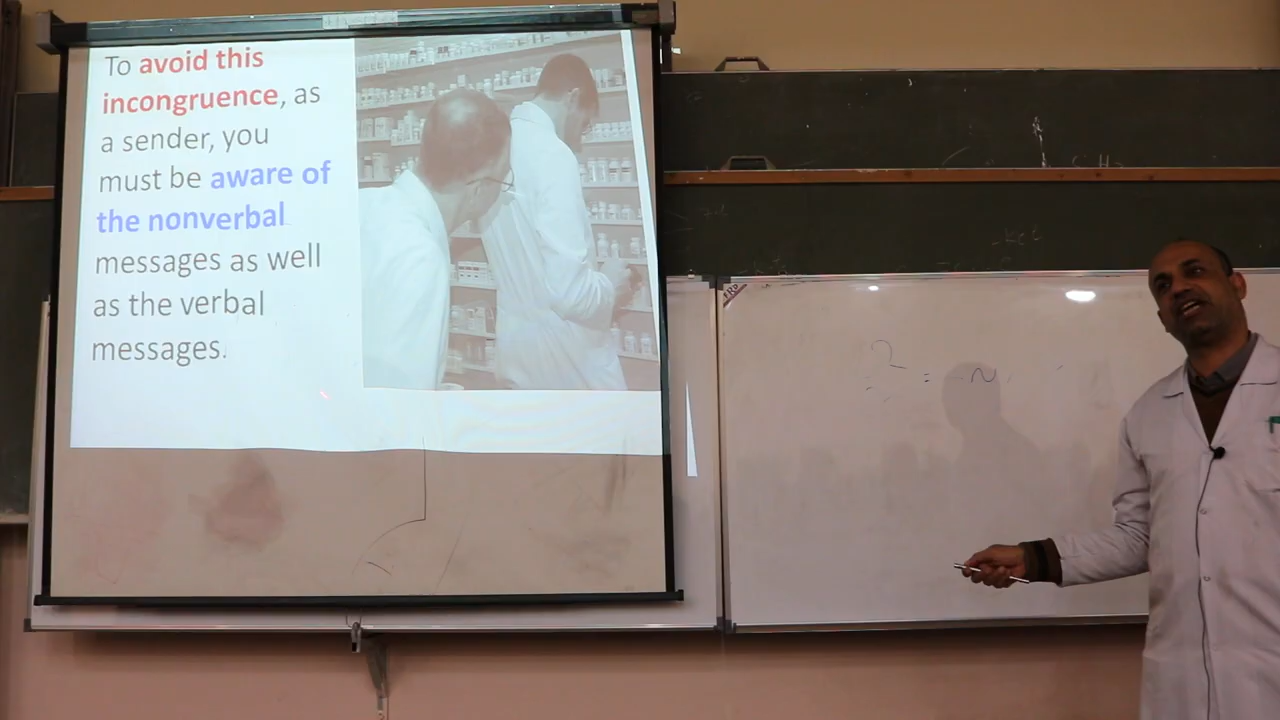 To avoid this
incongruence, as
a sender, you
must be aware of
the nonverbal
messages as well
as the verbal
messages.